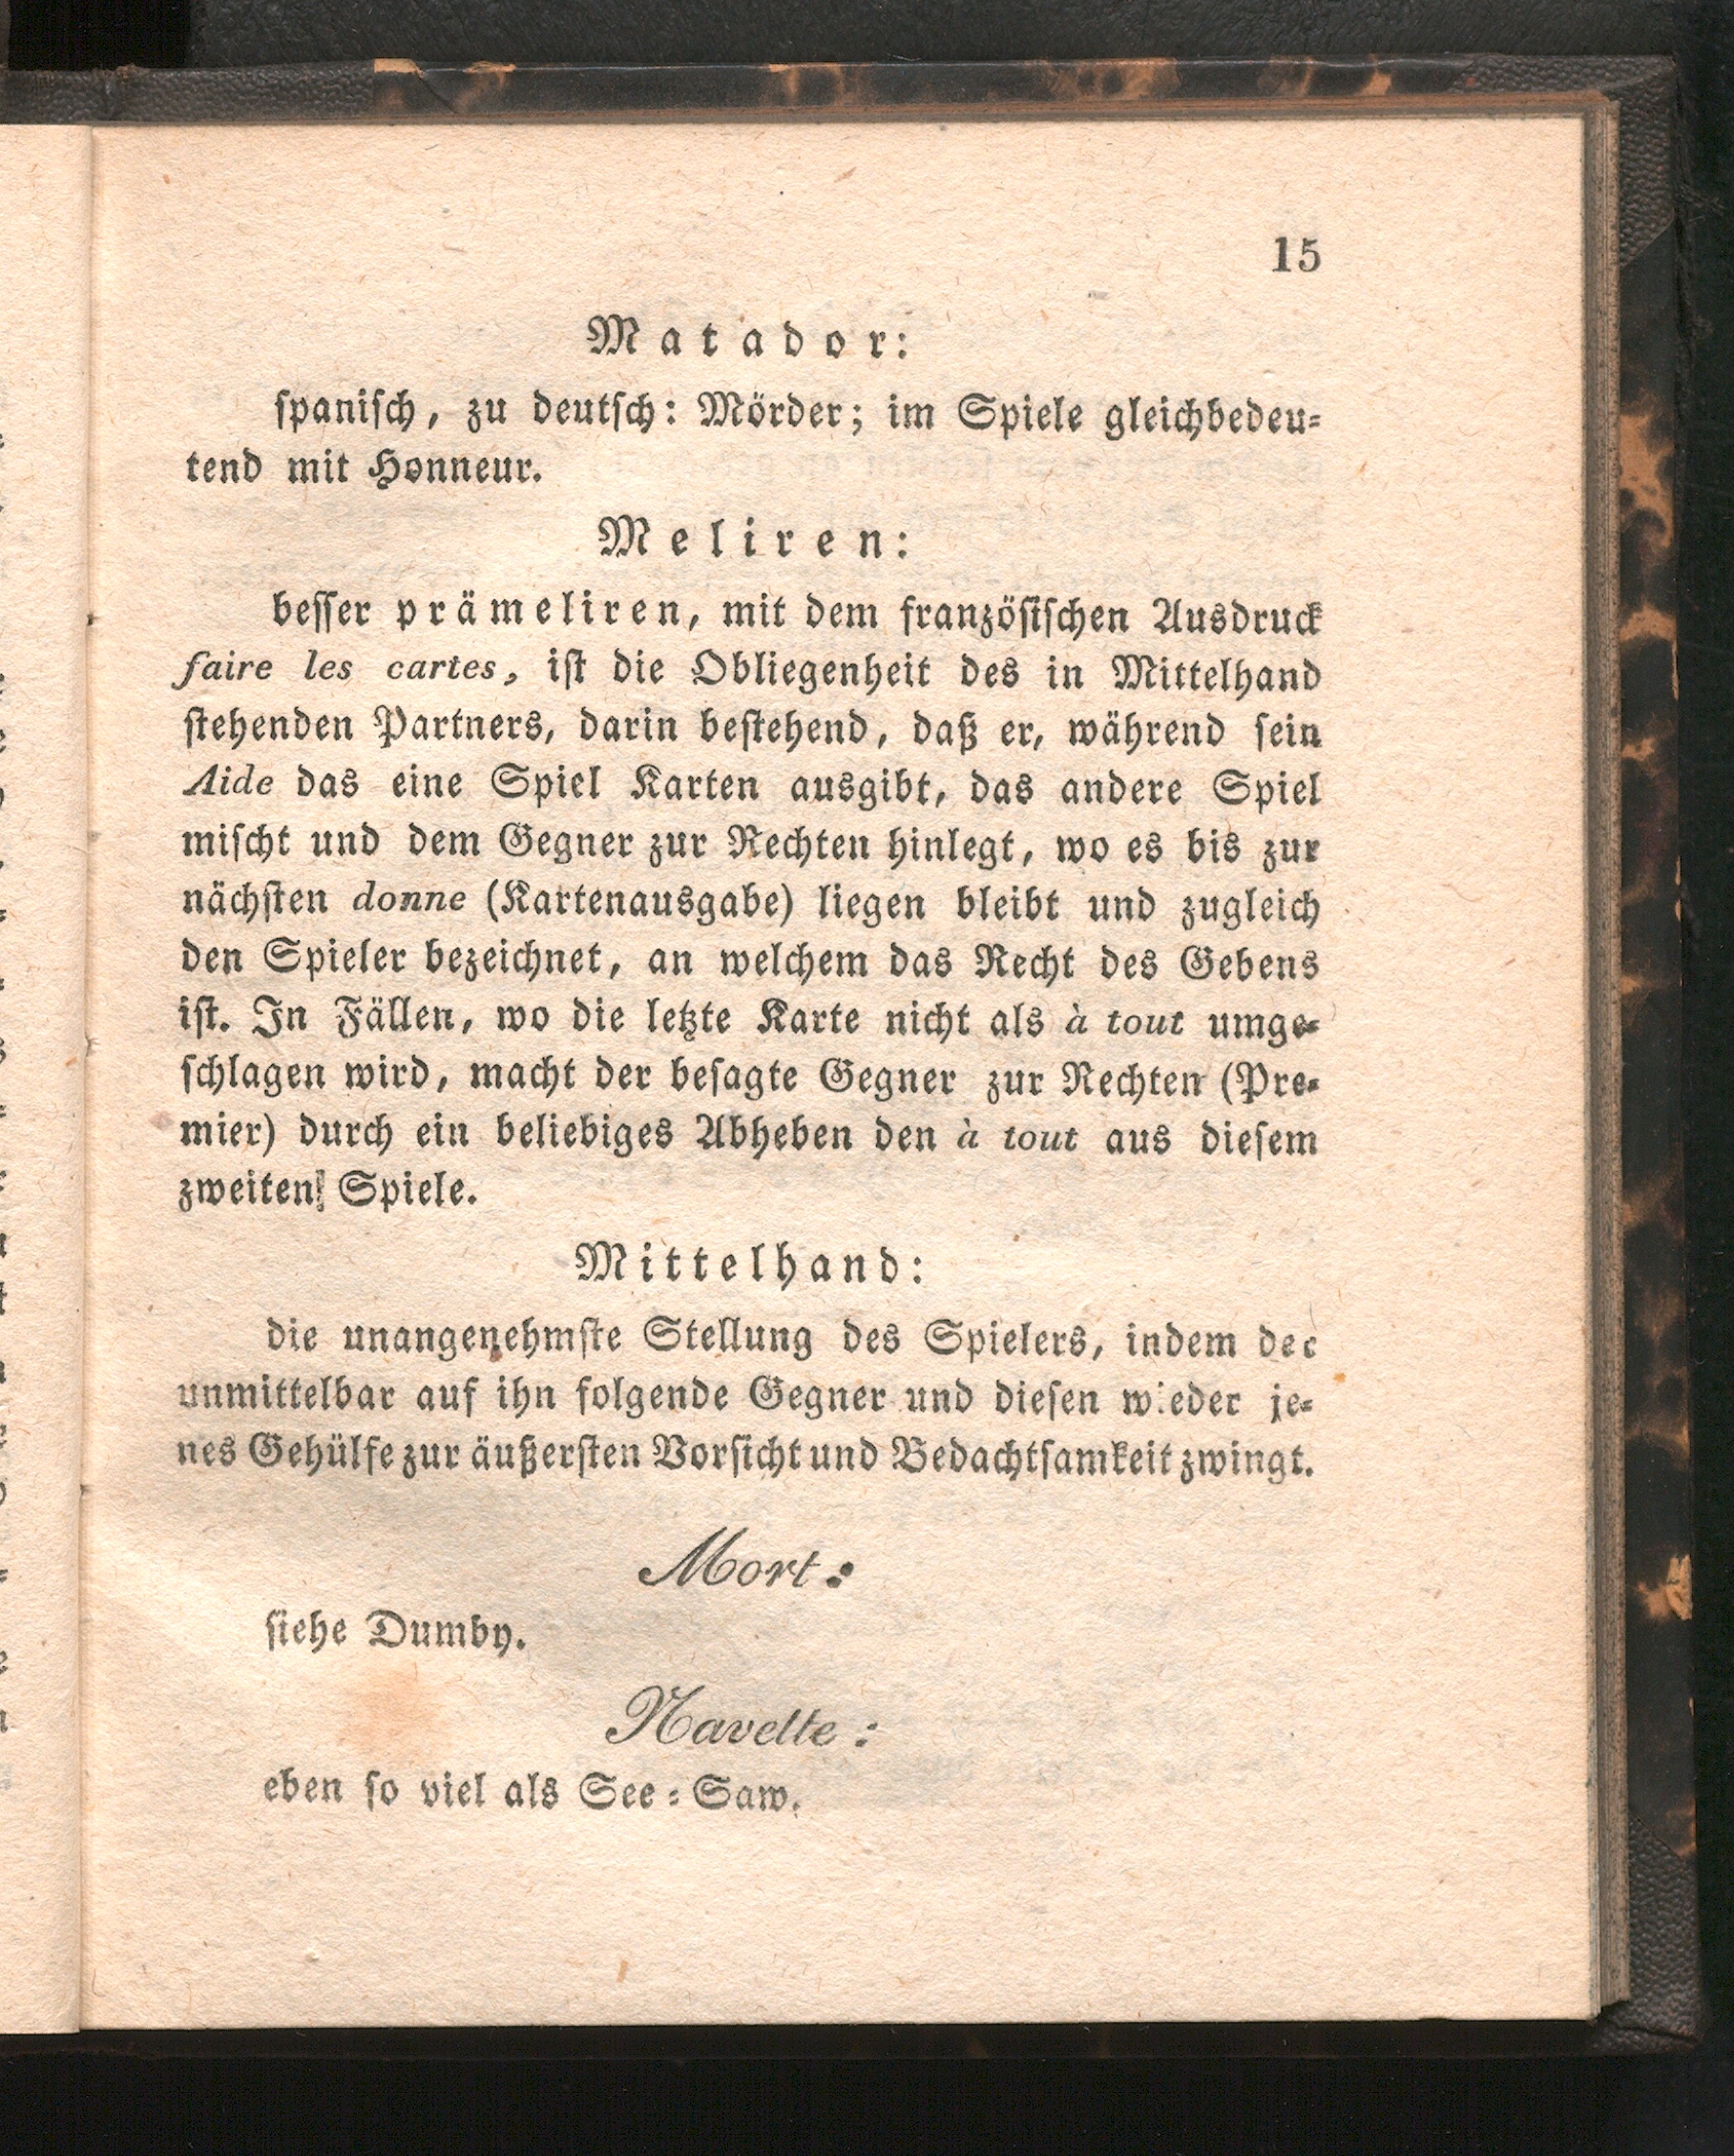 15
Matador:
spanisch, zu deutsch: Mörder; im Spiele gleichbedeu-
tend mit Honneur.
Meliren:
besser prämeliren, mit dem französischen Ausdruck
faire les cartes, ist die Obliegenheit des in Mittelhand
stehenden Partners, darin bestehend, daß er, während sein
Aide das eine Spiel Karten ausgibt, das andere Spiel
mischt und dem Gegner zur Rechten hinlegt, wo es bis zur
nächsten donne (Kartenausgabe) liegen bleibt und zugleich
den Spieler bezeichnet, an welchem das Recht des Gebens
ist. In Fällen, wo die letzte Karte nicht als à tout umge-
schlagen wird, macht der besagte Gegner zur Rechten (Pre-
mier) durch ein beliebiges Abheben den à tout aus diesem
zweiten Spiele.
Mittelhand:
die unangenehmste Stellung des Spielers, indem der
unmittelbar auf ihn folgende Gegner und diesen wieder je-
nes Gehülfe zur äußersten Vorsicht und Bedachtsamkeit zwingt.
Mort:
siehe Dumby.
Navette:
eben so viel als See-Saw.